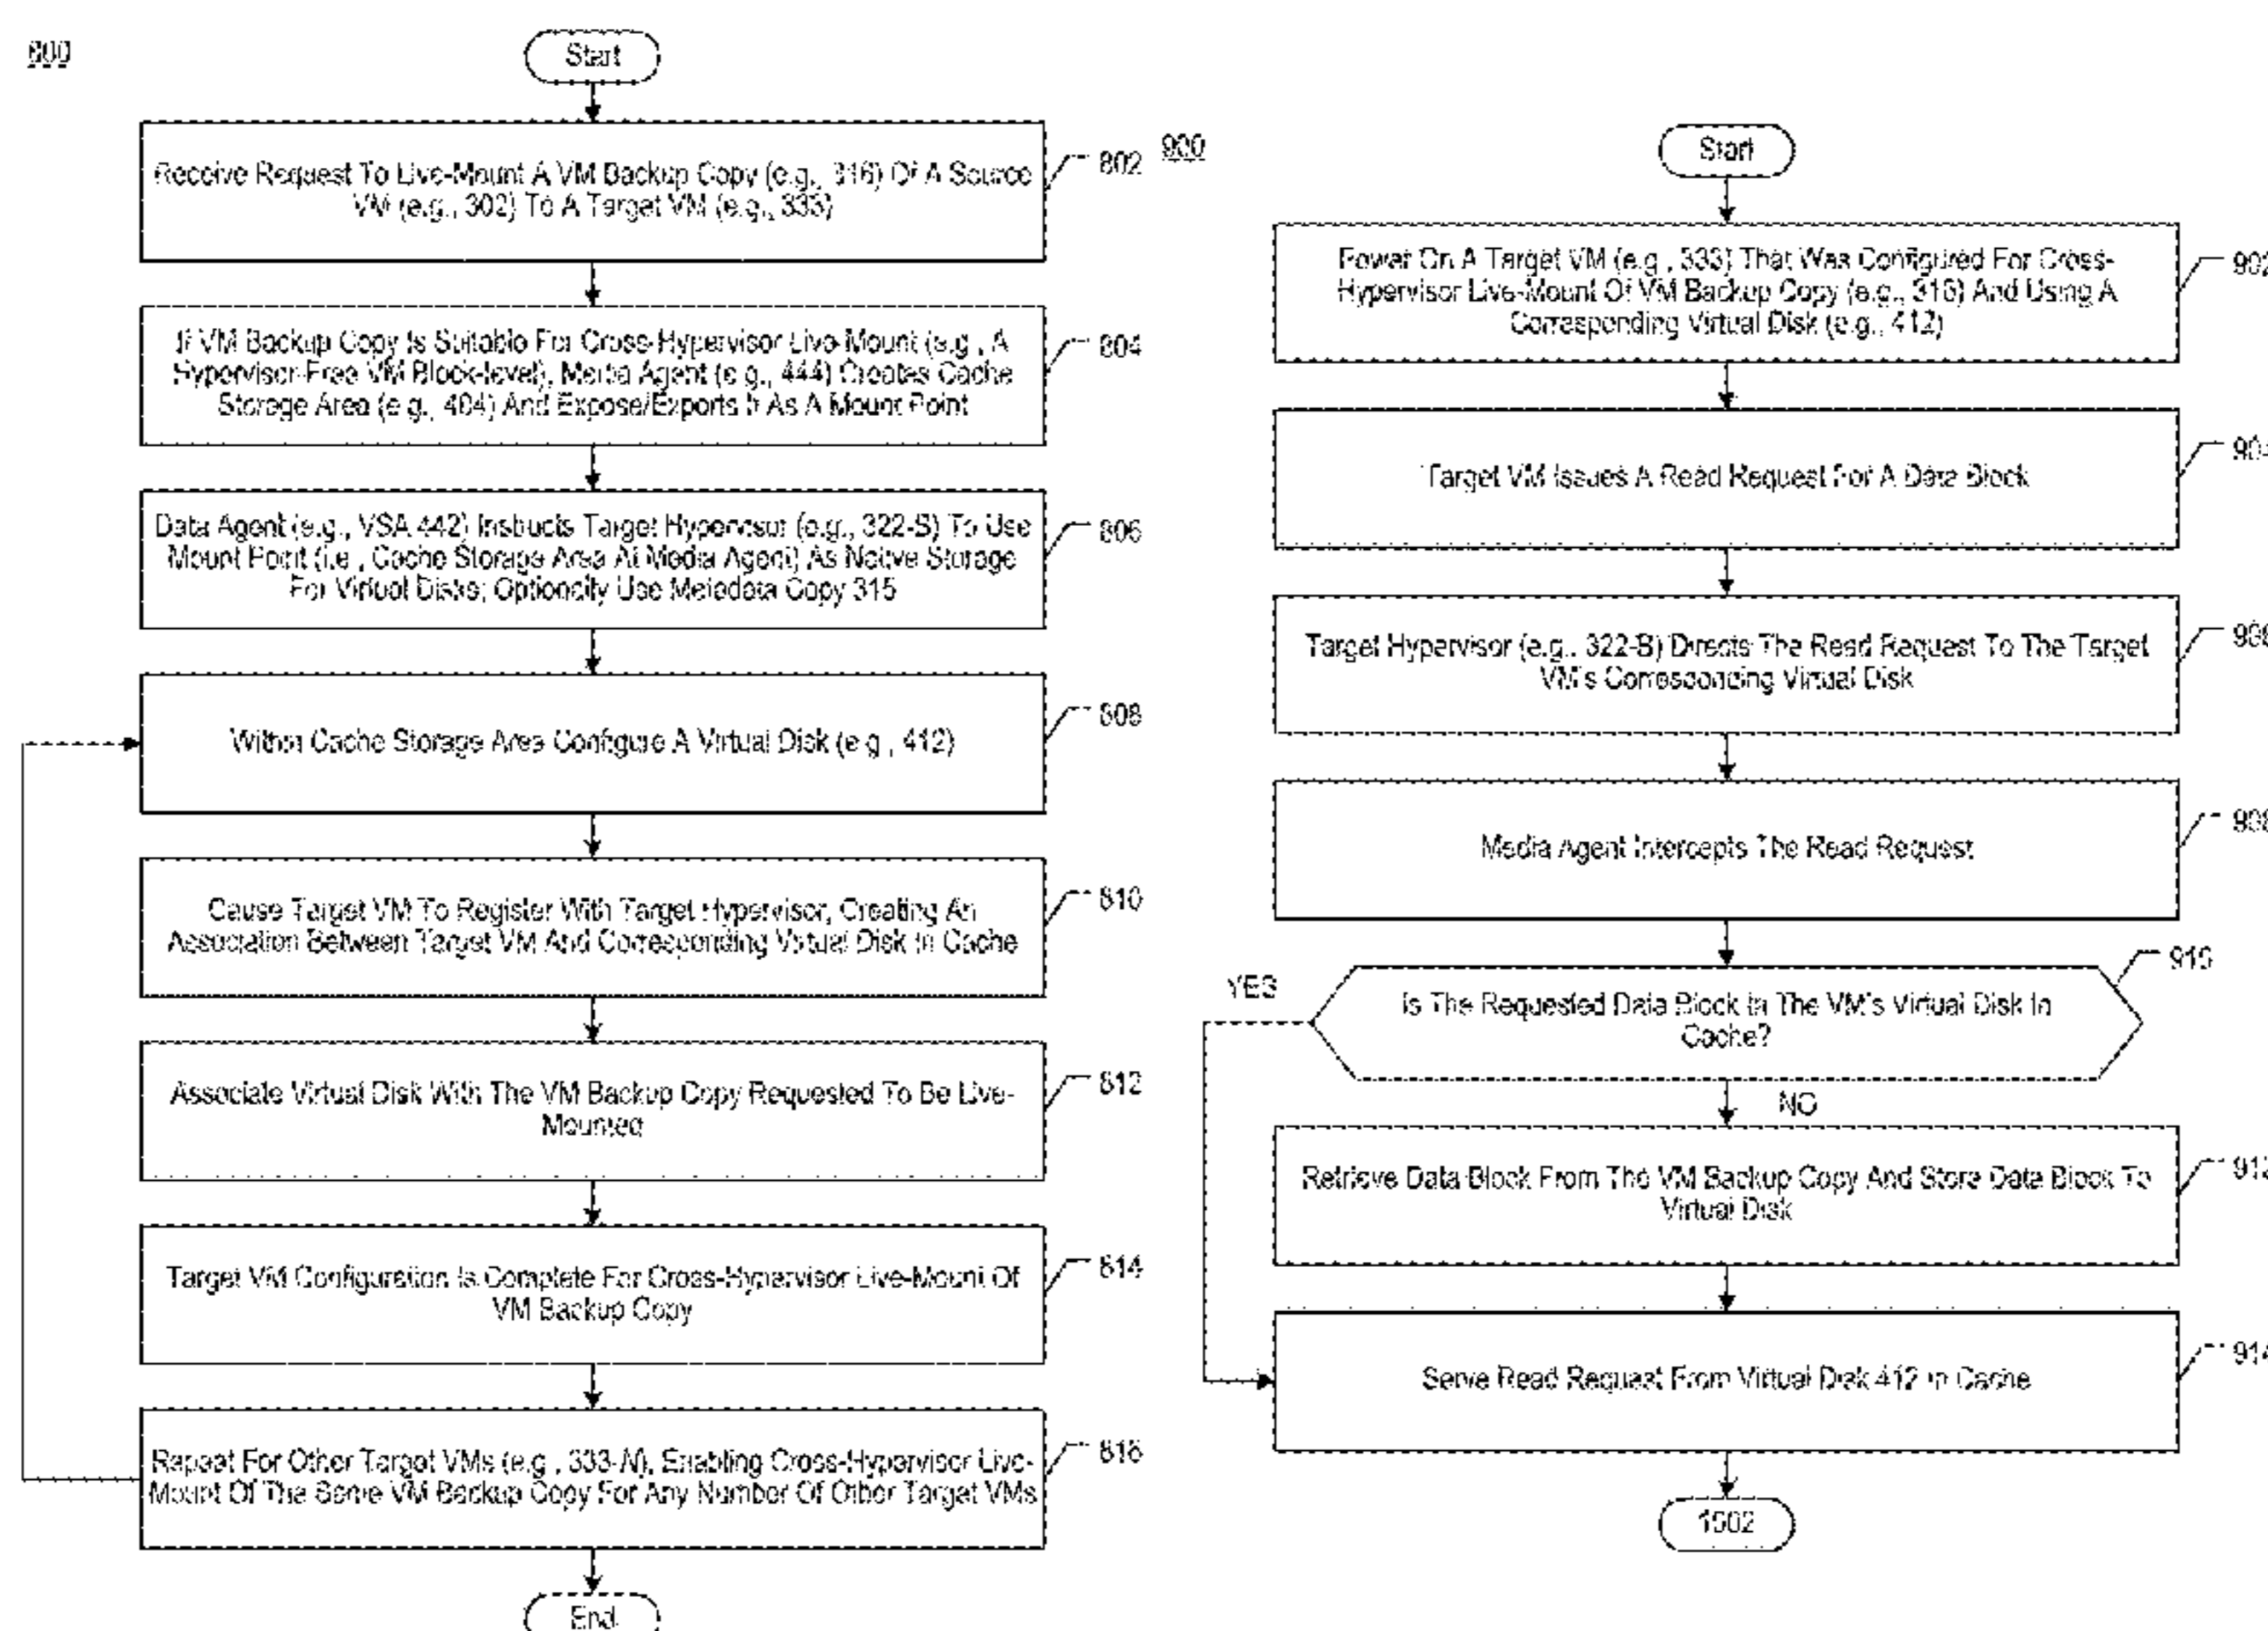 800
Start
Receive Request To Live-Mount A VM Backup Copy (e.g., 316) Of A Source
VM (e.g., 302) To A Target VM (e.g., 333)
802
If VM Backup Copy Is Suitable For Cross-Hypervisor Live-Mount (e.g., A
Hypervisor-Free VM Block-level), Media Agent (e.g., 444) Creates Cache
Storage Area (e.g., 404) And Expose/Exports It As A Mount Point
804
Data Agent (e.g., VSA 442) Instructs Target Hypervisor (e.g., 322-S) To Use
Mount Point (i.e., Cache Storage Area At Media Agent) As Native Storage
For Virtual Disks; Optionally Use Metadata Copy 315
806
Within Cache Storage Area Configure A Virtual Disk (e.g., 412)
808
Cause Target VM To Register With Target Hypervisor, Creating An
Association Between Target VM And Corresponding Virtual Disk In Cache
810
Associate Virtual Disk With The VM Backup Copy Requested To Be Live-
Mounted
812
Target VM Configuration Is Complete For Cross-Hypervisor Live-Mount Of
VM Backup Copy
814
Repeat For Other Target VMs (e.g., 333-N), Enabling Cross-Hypervisor Live-
Mount Of The Same VM Backup Copy For Any Number Of Other Target VMs
816
End
900
Start
Power On A Target VM (e.g., 333) That Was Configured For Cross-
Hypervisor Live-Mount Of VM Backup Copy (e.g., 316) And Using A
Corresponding Virtual Disk (e.g., 412)
902
Target VM Issues A Read Request For A Data Block
904
Target Hypervisor (e.g., 322-S) Directs The Read Request To The Target
VM's Corresponding Virtual Disk
906
Media Agent Intercepts The Read Request
908
Is The Requested Data Block In The VM's Virtual Disk In
Cache?
910
YES
NO
Retrieve Data Block From The VM Backup Copy And Store Data Block To
Virtual Disk
912
Serve Read Request From Virtual Disk 412 in Cache
914
1502